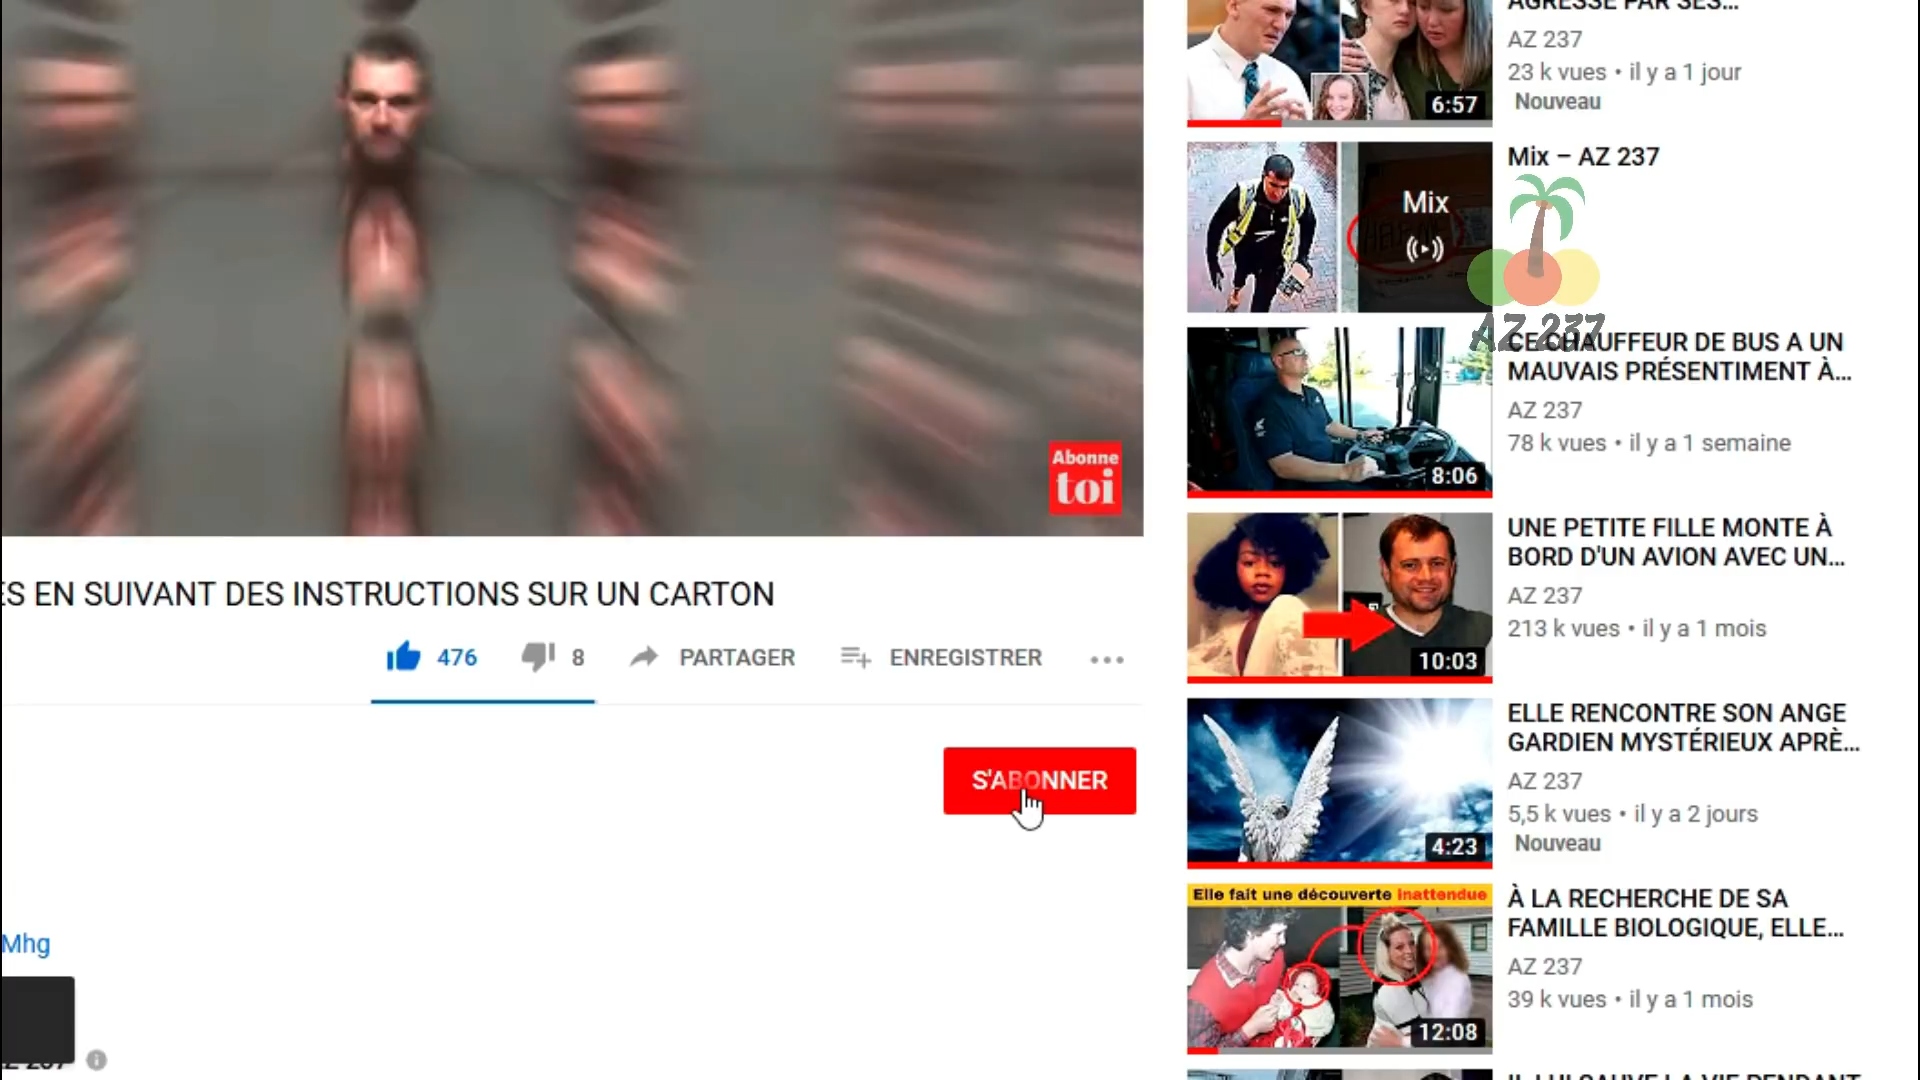 AGRESSÉ PAR SES...
AZ 237
23 k vues • il y a 1 jour
Nouveau
6:57
Mix – AZ 237
Mix
AZ 237
CE CHAUFFEUR DE BUS A UN
MAUVAIS PRÉSENTIMENT À...
AZ 237
78 k vues • il y a 1 semaine
8:06
Abonne
toi
UNE PETITE FILLE MONTE À
BORD D'UN AVION AVEC UN...
AZ 237
213 k vues • il y a 1 mois
10:03
ES EN SUIVANT DES INSTRUCTIONS SUR UN CARTON
476 8 PARTAGER ENREGISTRER
S'ABONNER
ELLE RENCONTRE SON ANGE
GARDIEN MYSTÉRIEUX APRÈ...
AZ 237
5,5 k vues • il y a 2 jours
Nouveau
4:23
Elle fait une découverte Inattendue
À LA RECHERCHE DE SA
FAMILLE BIOLOGIQUE, ELLE...
AZ 237
39 k vues • il y a 1 mois
12:08
Mhg